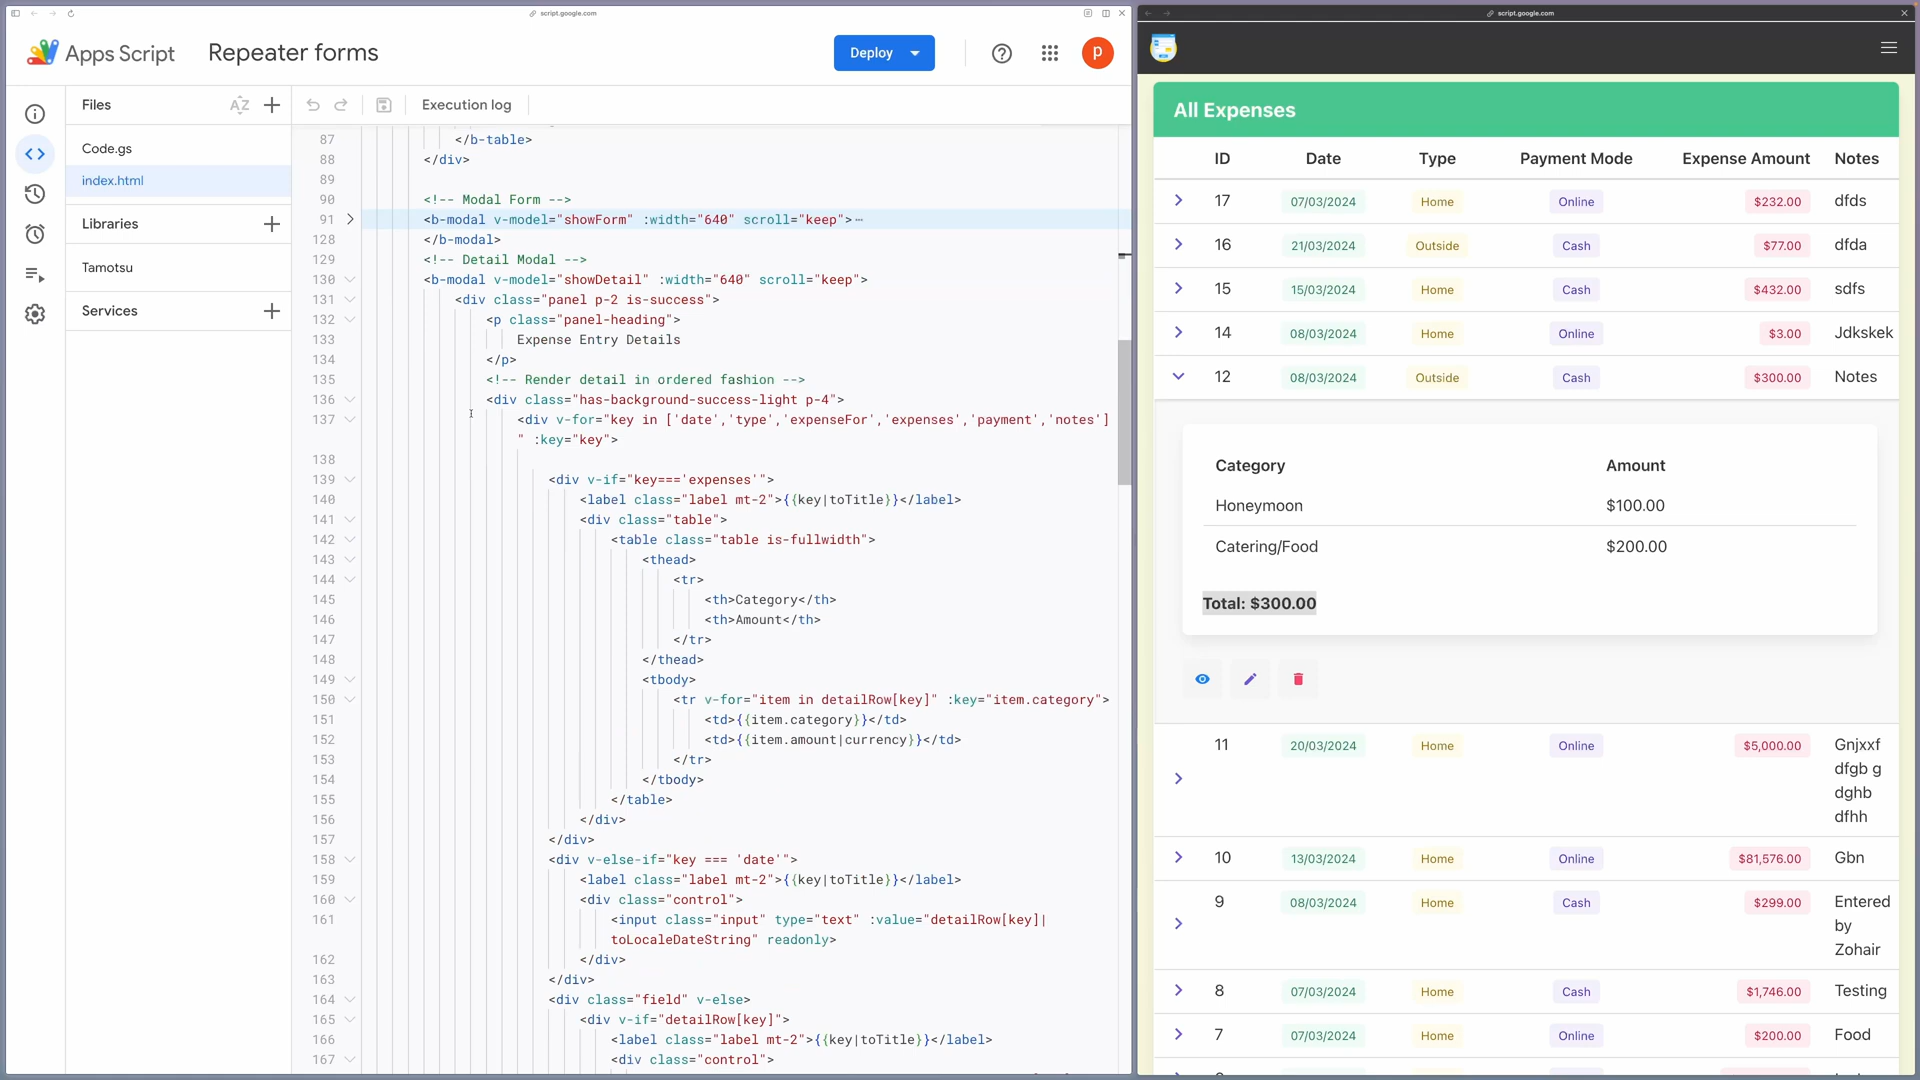 script.google.com
Apps Script
Repeater forms
Deploy
p
Files
AZ
Execution log
Code.gs
index.html
Libraries
Tamotsu
Services
87 </b-table>
88 </div>
89
90 <!-- Modal Form -->
91 <b-modal v-model="showForm" :width="640" scroll="keep">⋯
128 </b-modal>
129 <!-- Detail Modal -->
130 <b-modal v-model="showDetail" :width="640" scroll="keep">
131 <div class="panel p-2 is-success">
132 <p class="panel-heading">
133 Expense Entry Details
134 </p>
135 <!-- Render detail in ordered fashion -->
136 <div class="has-background-success-light p-4">
137 <div v-for="key in ['date','type','expenseFor','expenses','payment','notes']
" :key="key">
138
139 <div v-if="key==='expenses'">
140 <label class="label mt-2">{{key|toTitle}}</label>
141 <div class="table">
142 <table class="table is-fullwidth">
143 <thead>
144 <tr>
145 <th>Category</th>
146 <th>Amount</th>
147 </tr>
148 </thead>
149 <tbody>
150 <tr v-for="item in detailRow[key]" :key="item.category">
151 <td>{{item.category}}</td>
152 <td>{{item.amount|currency}}</td>
153 </tr>
154 </tbody>
155 </table>
156 </div>
157 </div>
158 <div v-else-if="key === 'date'">
159 <label class="label mt-2">{{key|toTitle}}</label>
160 <div class="control">
161 <input class="input" type="text" :value="detailRow[key]|
toLocaleDateString" readonly>
162 </div>
163 </div>
164 <div class="field" v-else>
165 <div v-if="detailRow[key]">
166 <label class="label mt-2">{{key|toTitle}}</label>
167 <div class="control">
script.google.com
All Expenses
ID Date Type Payment Mode Expense Amount Notes
17 07/03/2024 Home Online $232.00 dfds
16 21/03/2024 Outside Cash $77.00 dfda
15 15/03/2024 Home Cash $432.00 sdfs
14 08/03/2024 Home Online $3.00 Jdkskek
12 08/03/2024 Outside Cash $300.00 Notes
Category Amount
Honeymoon $100.00
Catering/Food $200.00
Total: $300.00
11 20/03/2024 Home Online $5,000.00 Gnjxxf
dfgb g
dghb
dfhh
10 13/03/2024 Home Online $81,576.00 Gbn
9 08/03/2024 Home Cash $299.00 Entered
by
Zohair
8 07/03/2024 Home Cash $1,746.00 Testing
7 07/03/2024 Home Online $200.00 Food